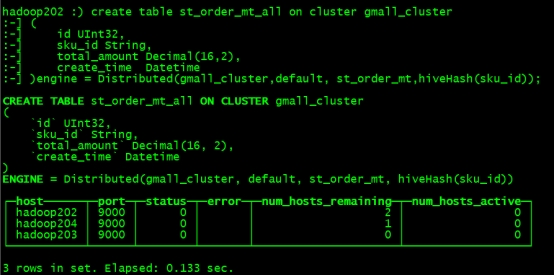 hadoop202 :) create table st_order_mt_all on cluster gmall_cluster
:-] (
:-]     id UInt32,
:-]     sku_id String,
:-]     total_amount Decimal(16,2),
:-]     create_time  Datetime
:-] )engine = Distributed(gmall_cluster,default, st_order_mt,hiveHash(sku_id));
CREATE TABLE st_order_mt_all ON CLUSTER gmall_cluster
(
    `id` UInt32,
    `sku_id` String,
    `total_amount` Decimal(16, 2),
    `create_time` Datetime
)
ENGINE = Distributed(gmall_cluster, default, st_order_mt, hiveHash(sku_id))
host port status error num_hosts_remaining num_hosts_active
hadoop202 9000 0 2 0
hadoop204 9000 0 1 0
hadoop203 9000 0 0 0
3 rows in set. Elapsed: 0.133 sec.